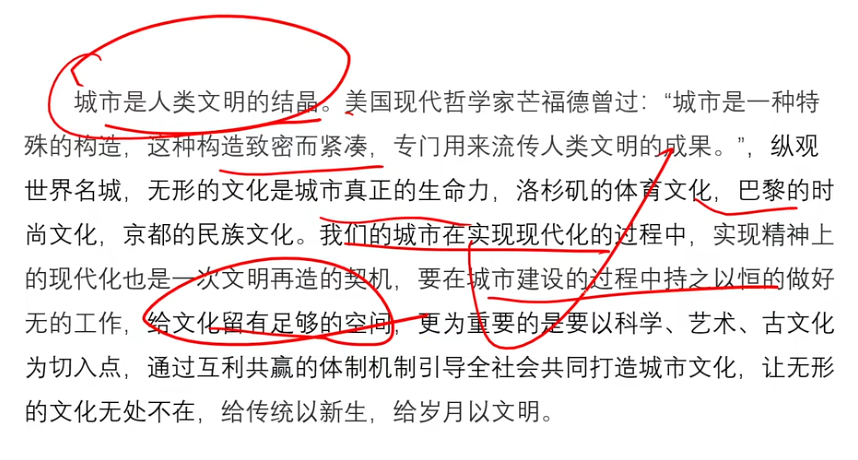 城市是人类文明的结晶。美国现代哲学家芒福德曾过：“城市是一种特
殊的构造，这种构造致密而紧凑，专门用来流传人类文明的成果。”，纵观
世界名城，无形的文化是城市真正的生命力，洛杉矶的体育文化，巴黎的时
尚文化，京都的民族文化。我们的城市在实现现代化的过程中，实现精神上
的现代化也是一次文明再造的契机，要在城市建设的过程中持之以恒的做好
无的工作，给文化留有足够的空间，更为重要的是要以科学、艺术、古文化
为切入点，通过互利共赢的体制机制引导全社会共同打造城市文化，让无形
的文化无处不在，给传统以新生，给岁月以文明。